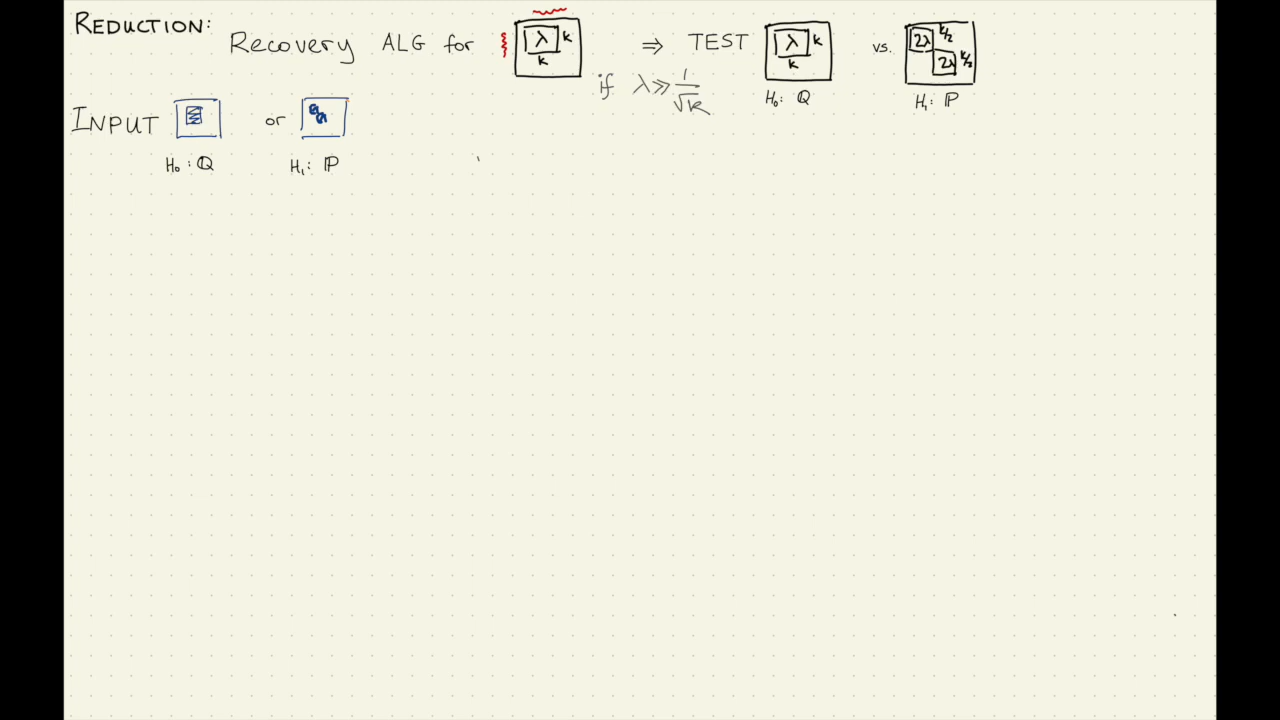 REDUCTION: Recovery ALG for λ k k ⇒ TEST λ k k vs. 2λ k/2 2λ k/2
if λ ≫ 1/√k H₀: ℚ H₁: ℙ
INPUT or
H₀: ℚ H₁: ℙ